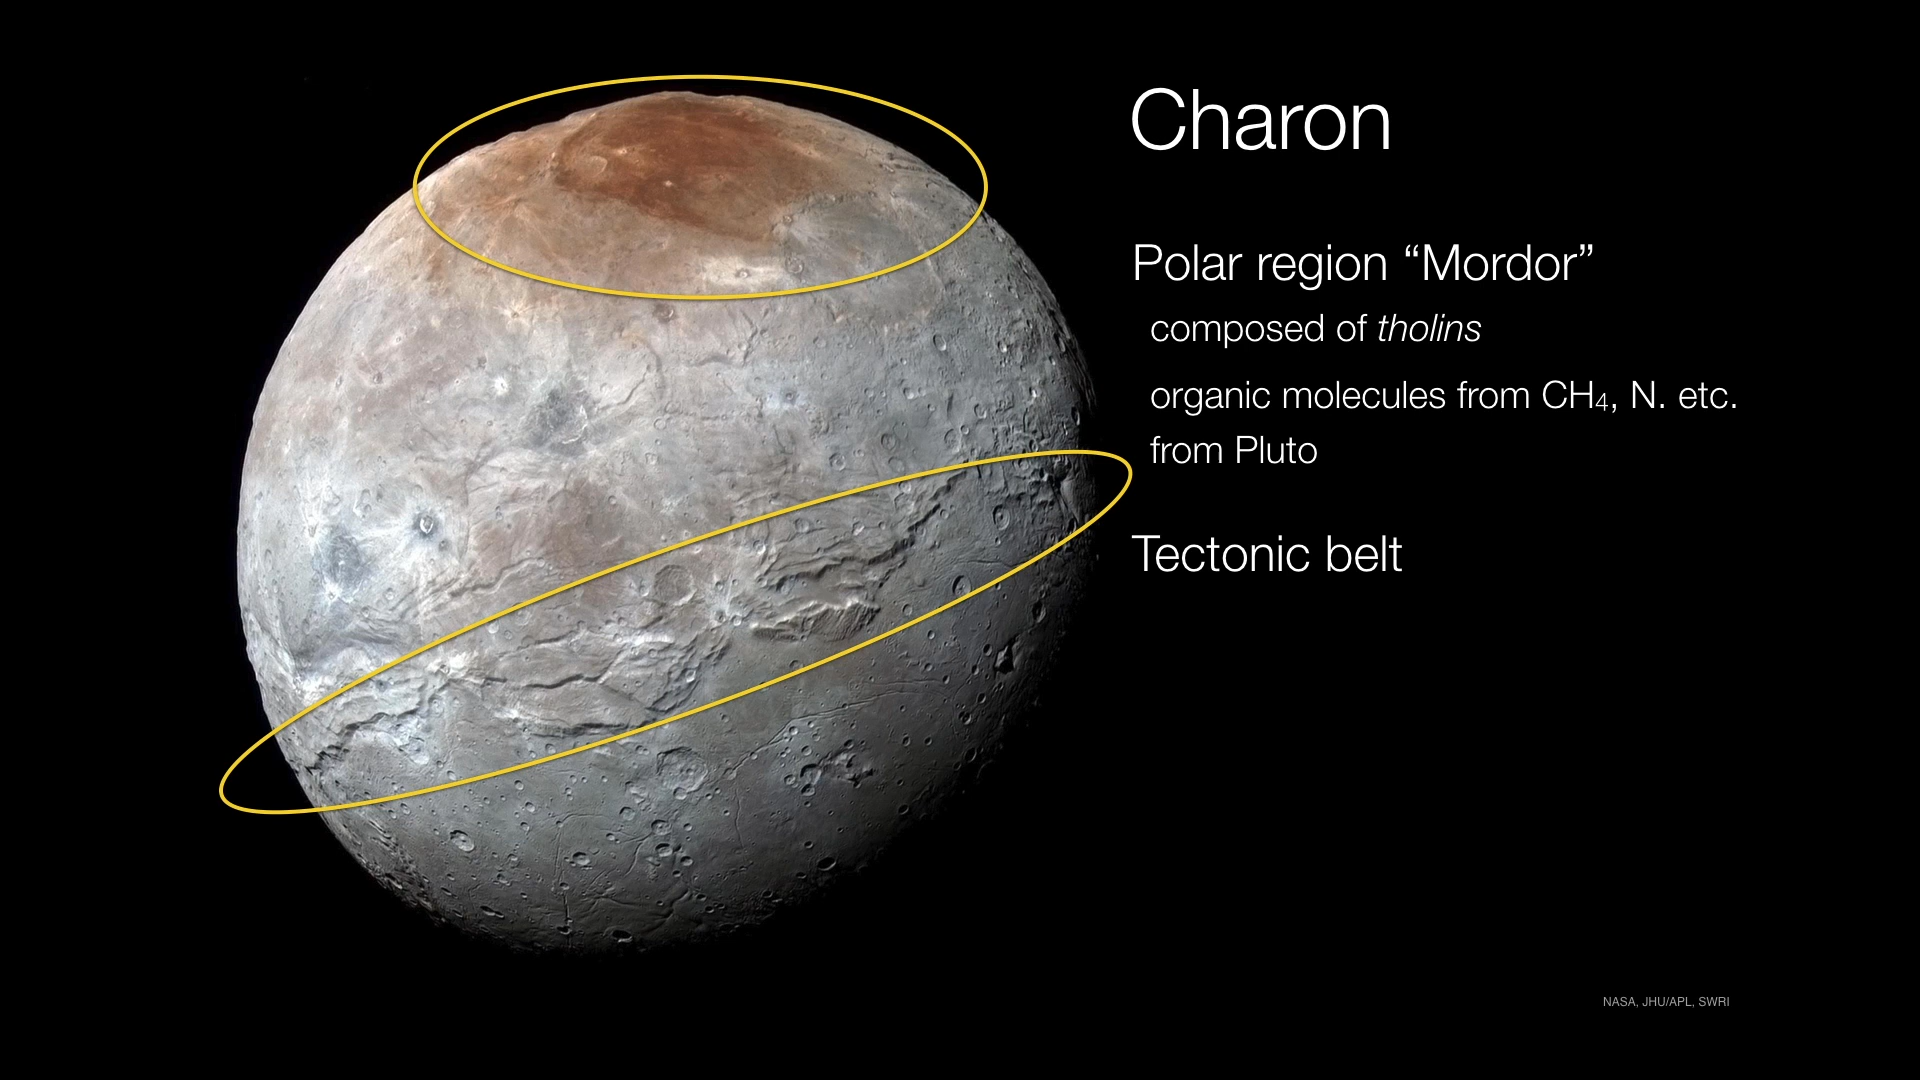 Charon
Polar region “Mordor”
composed of tholins
organic molecules from CH₄, N. etc.
from Pluto
Tectonic belt
NASA, JHU/APL, SWRI